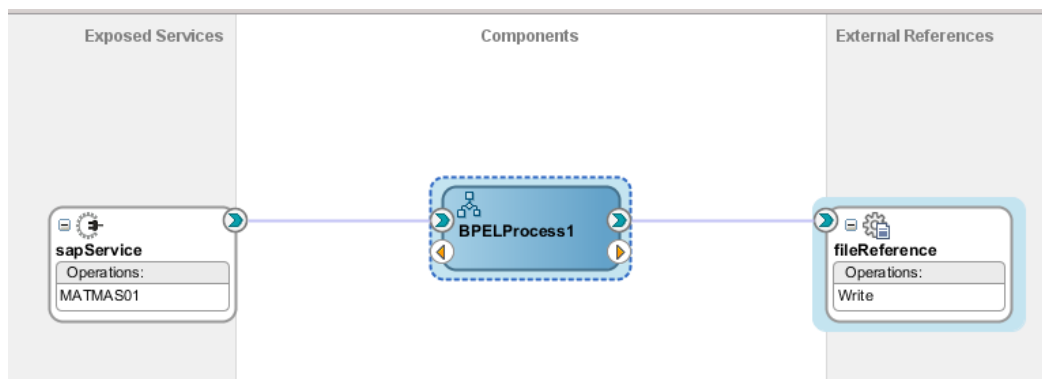 Exposed Services
Components
External References
sapService
Operations:
MATMAS01
BPELProcess1
fileReference
Operations:
Write